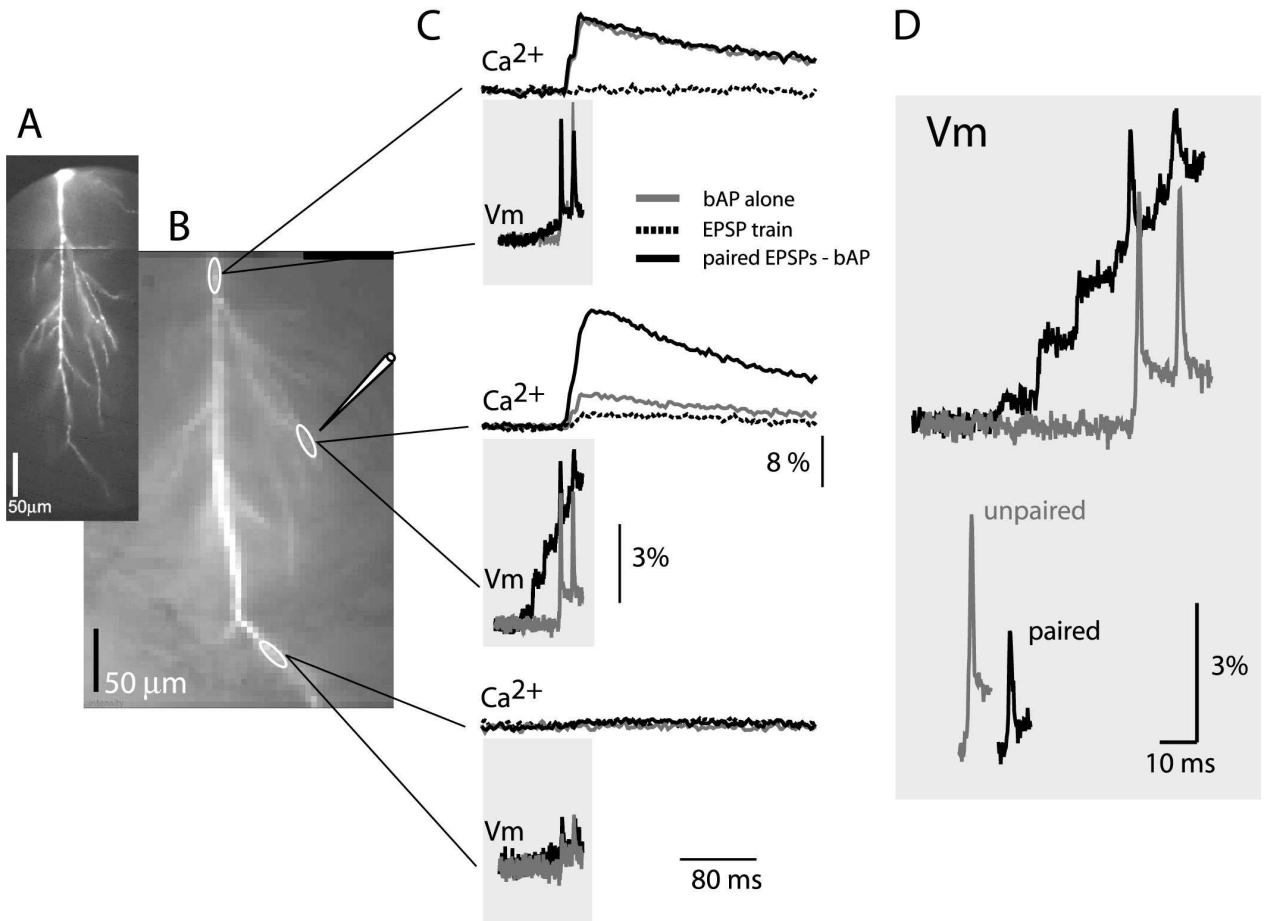 A
50μm
B
50 μm
Intensity
C
Ca2+
Vm
bAP alone
EPSP train
paired EPSPs - bAP
Ca2+
8 %
Vm
3%
Ca2+
Vm
80 ms
D
Vm
unpaired
paired
3%
10 ms